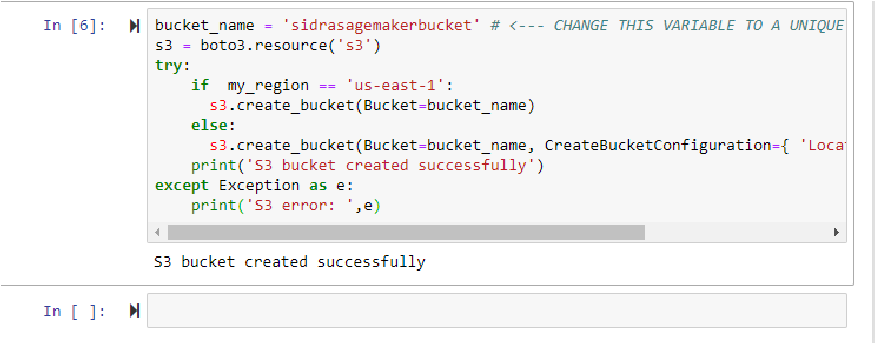 In [6]: bucket_name = 'sidrasagemakerbucket' # <--- CHANGE THIS VARIABLE TO A UNIQUE
s3 = boto3.resource('s3')
try:
    if  my_region == 'us-east-1':
      s3.create_bucket(Bucket=bucket_name)
    else:
      s3.create_bucket(Bucket=bucket_name, CreateBucketConfiguration={ 'Loca
    print('S3 bucket created successfully')
except Exception as e:
    print('S3 error: ',e)
S3 bucket created successfully
In [ ]: